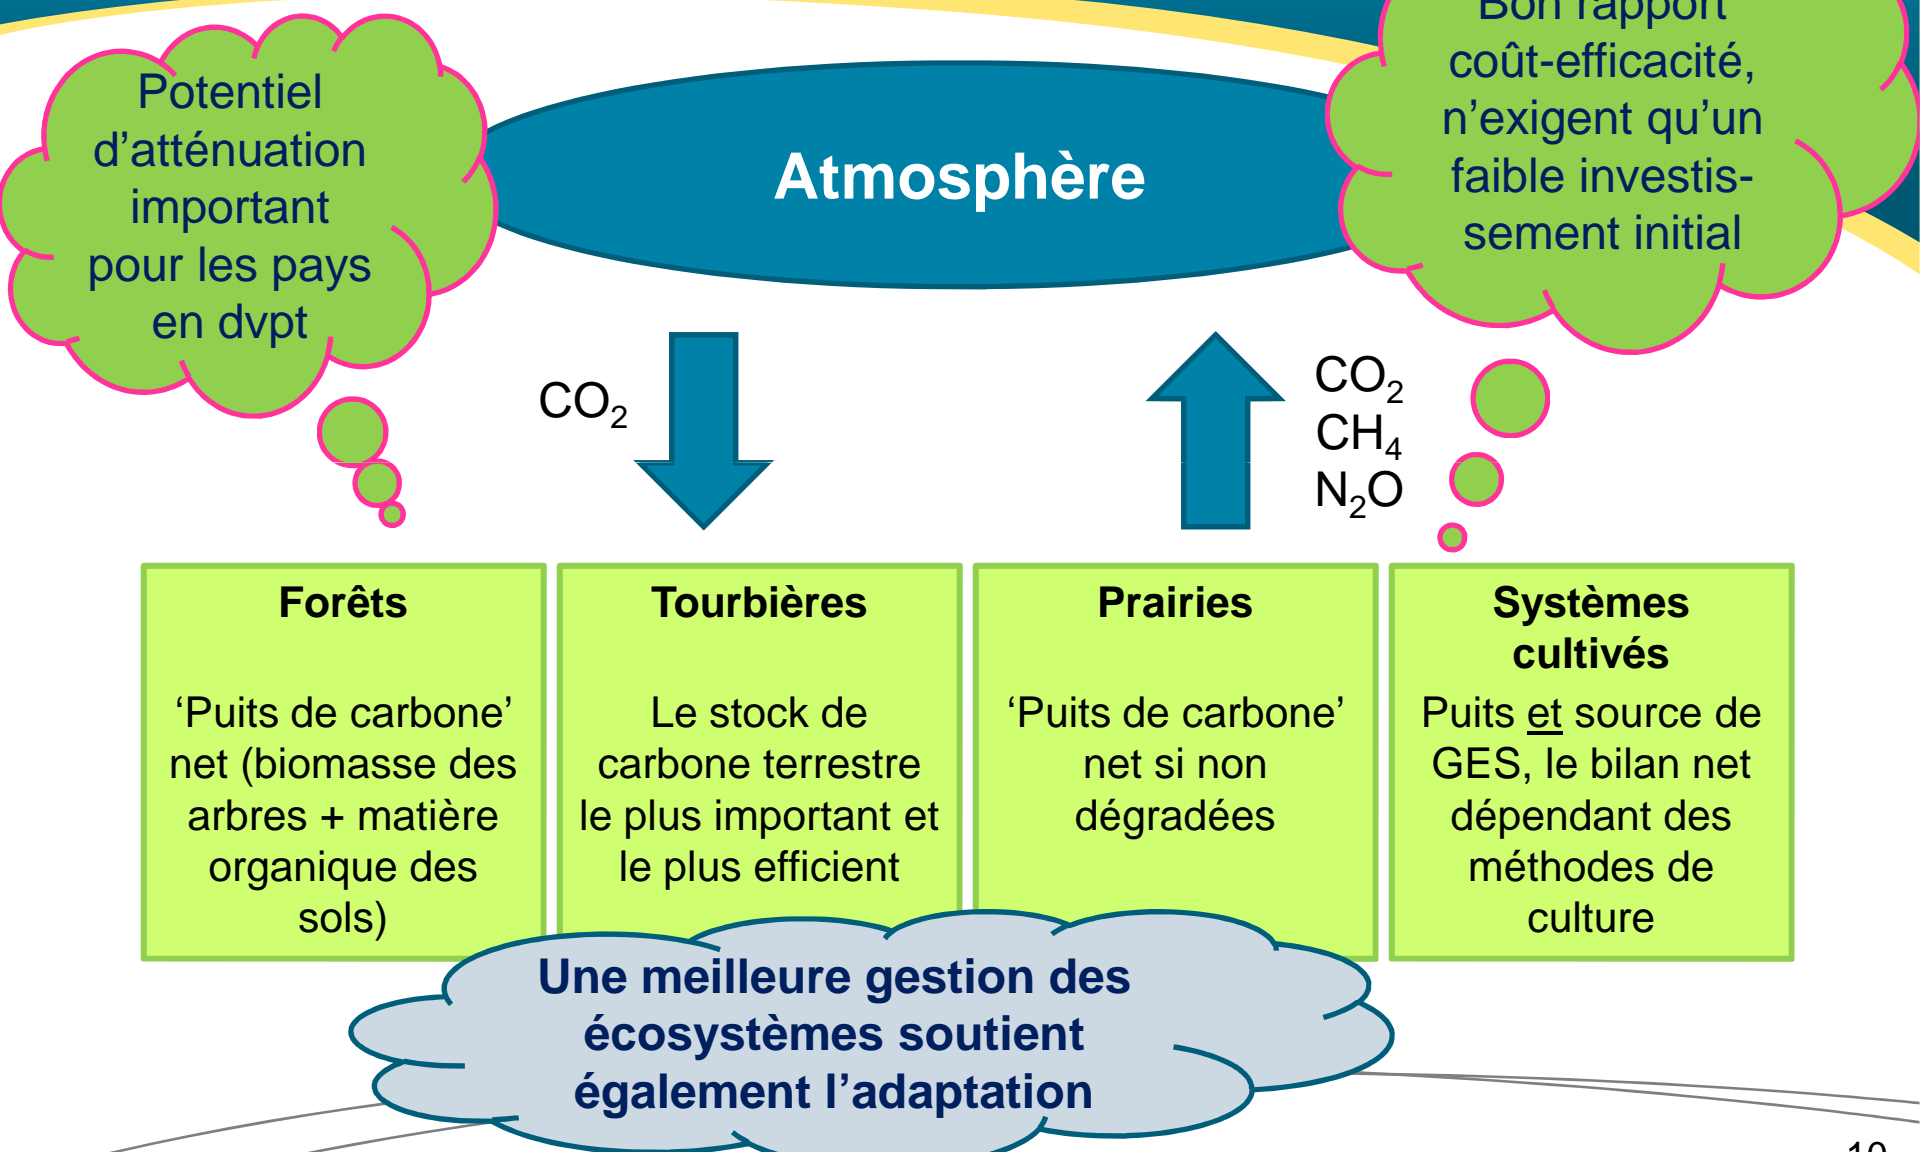 Potentiel
d’atténuation
important
pour les pays
en dvpt
Atmosphère
Bon rapport
coût-efficacité,
n’exigent qu’un
faible investis-
sement initial
CO₂
CO₂
CH₄
N₂O
Forêts
‘Puits de carbone’
net (biomasse des
arbres + matière
organique des
sols)
Tourbières
Le stock de
carbone terrestre
le plus important et
le plus efficient
Prairies
‘Puits de carbone’
net si non
dégradées
Systèmes
cultivés
Puits et source de
GES, le bilan net
dépendant des
méthodes de
culture
Une meilleure gestion des
écosystèmes soutient
également l’adaptation
10